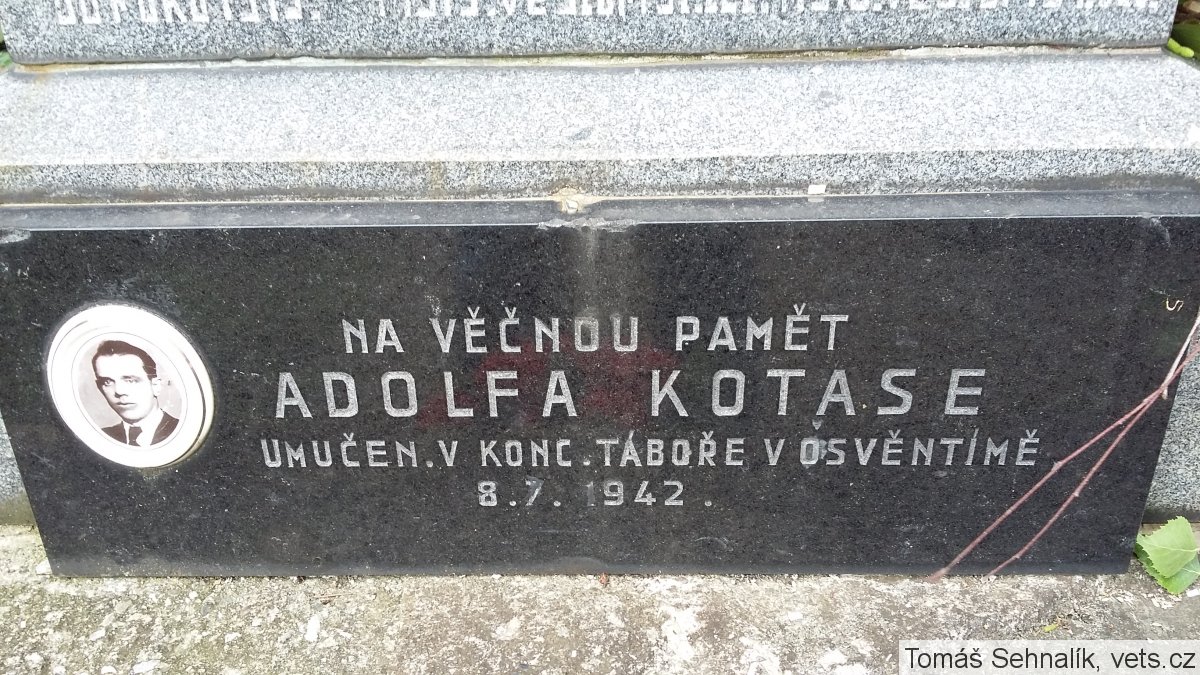 NA VĚČNOU PAMĚT
ADOLFA KOTASE
UMUČEN. V KONC. TÁBOŘE V OSVĚNTÍMĚ
8. 7. 1942.
Tomáš Sehnalík, vets.cz